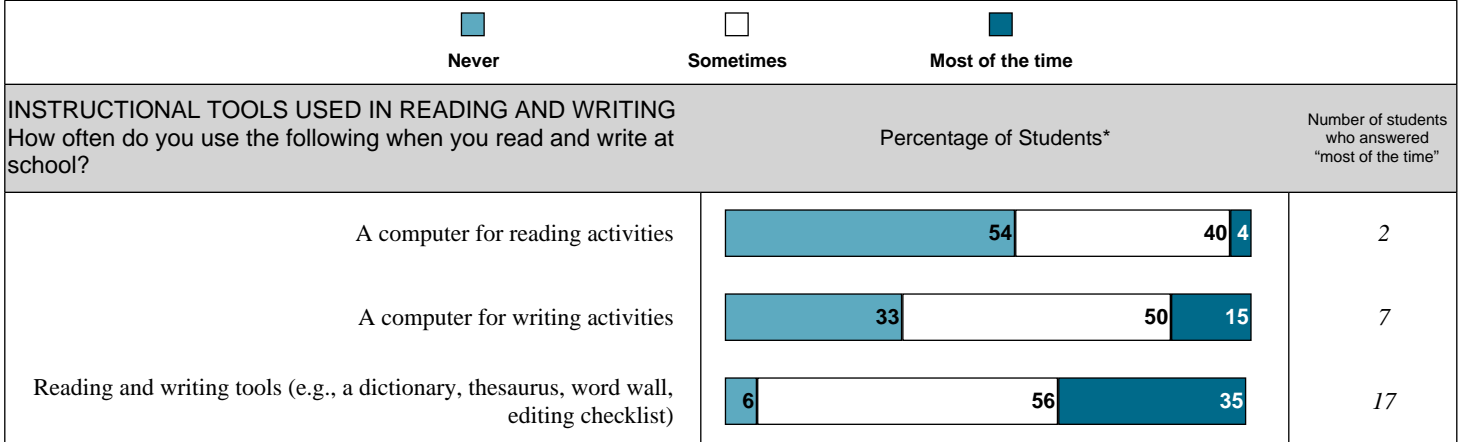 Never Sometimes Most of the time
INSTRUCTIONAL TOOLS USED IN READING AND WRITING
How often do you use the following when you read and write at
school?
Percentage of Students*
Number of students
who answered
“most of the time”
A computer for reading activities 54 40 4 2
A computer for writing activities 33 50 15 7
Reading and writing tools (e.g., a dictionary, thesaurus, word wall,
editing checklist) 6 56 35 17